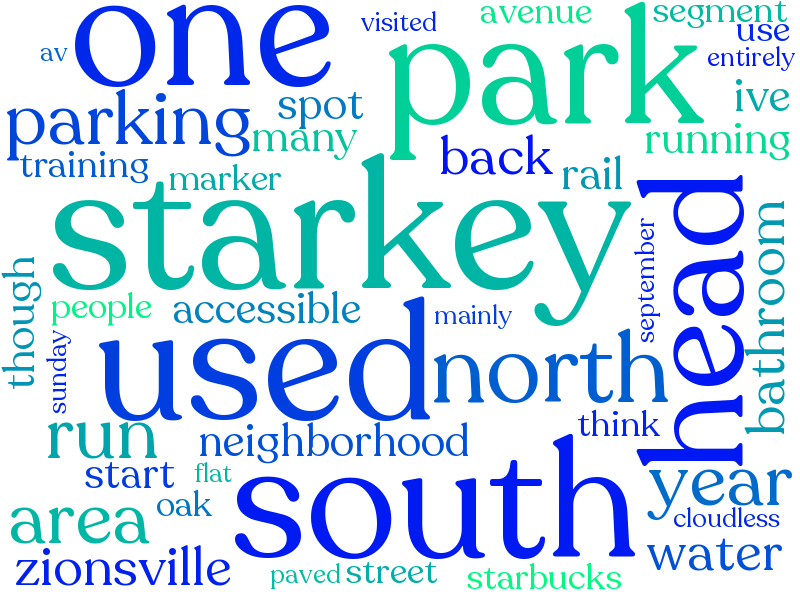 one
visited
avenue
segment
use
av
park
entirely
parking
spot
ive
many
running
training
back
marker
rail
starkey
head
bathroom
september
though
people
accessible
mainly
sunday
used
north
think
run
neighborhood
start
flat
south
year
oak
area
cloudless
zionsville
water
paved
street
starbucks